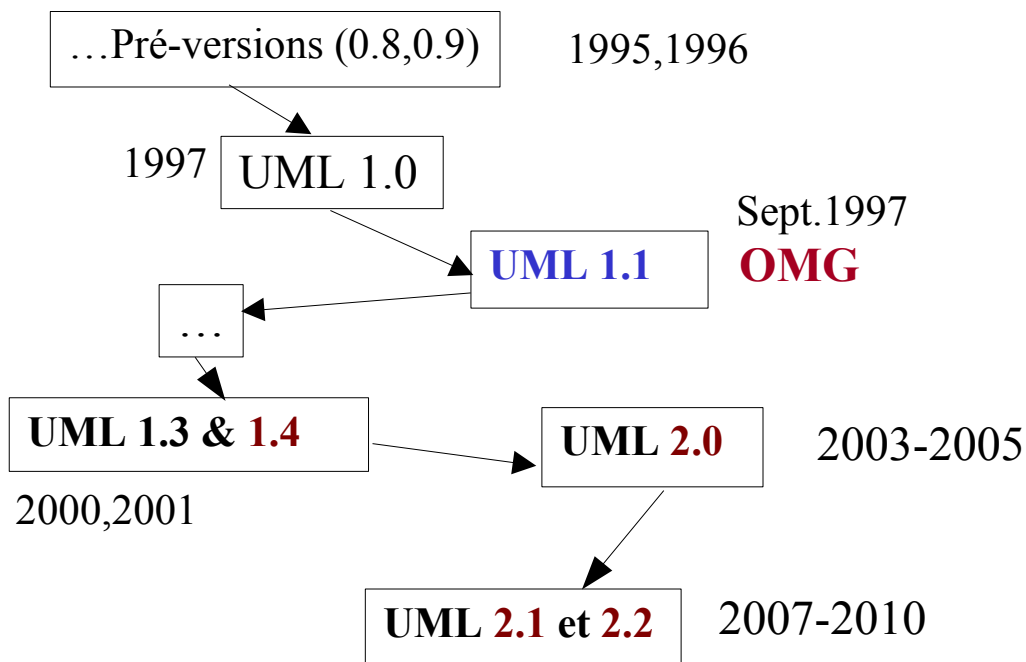 …Pré-versions (0.8,0.9)
1995,1996
1997
UML 1.0
Sept.1997
UML 1.1
OMG
…
UML 1.3 & 1.4
UML 2.0
2003-2005
2000,2001
UML 2.1 et 2.2
2007-2010